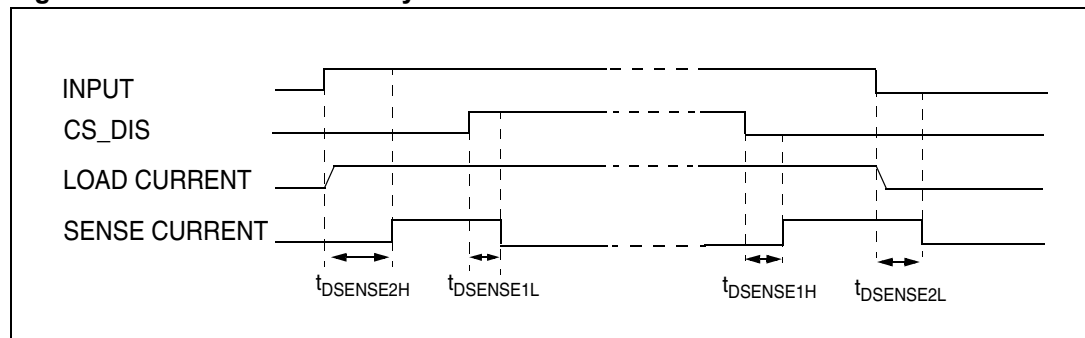 INPUT
CS_DIS
LOAD CURRENT
SENSE CURRENT
tDSENSE2H
tDSENSE1L
tDSENSE1H
tDSENSE2L